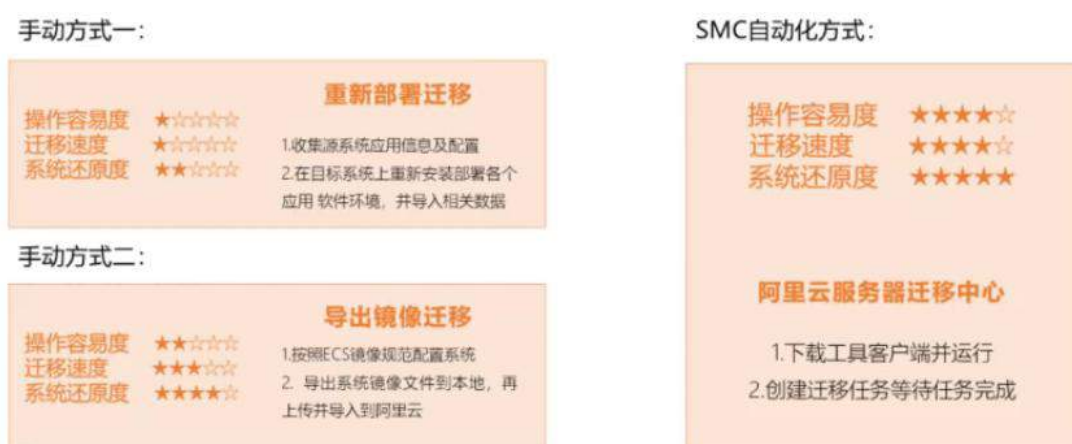 手动方式一：
重新部署迁移
操作容易度 ★☆☆☆☆
迁移速度 ★☆☆☆☆
系统还原度 ★★☆☆☆
1.收集源系统应用信息及配置
2.在目标系统上重新安装部署各个
应用 软件环境，并导入相关数据
手动方式二：
导出镜像迁移
操作容易度 ★★☆☆☆
迁移速度 ★★★☆☆
系统还原度 ★★★★☆
1.按照ECS镜像规范配置系统
2. 导出系统镜像文件到本地，再
上传并导入到阿里云
SMC自动化方式：
操作容易度 ★★★★☆
迁移速度 ★★★★☆
系统还原度 ★★★★★
阿里云服务器迁移中心
1.下载工具客户端并运行
2.创建迁移任务等待任务完成